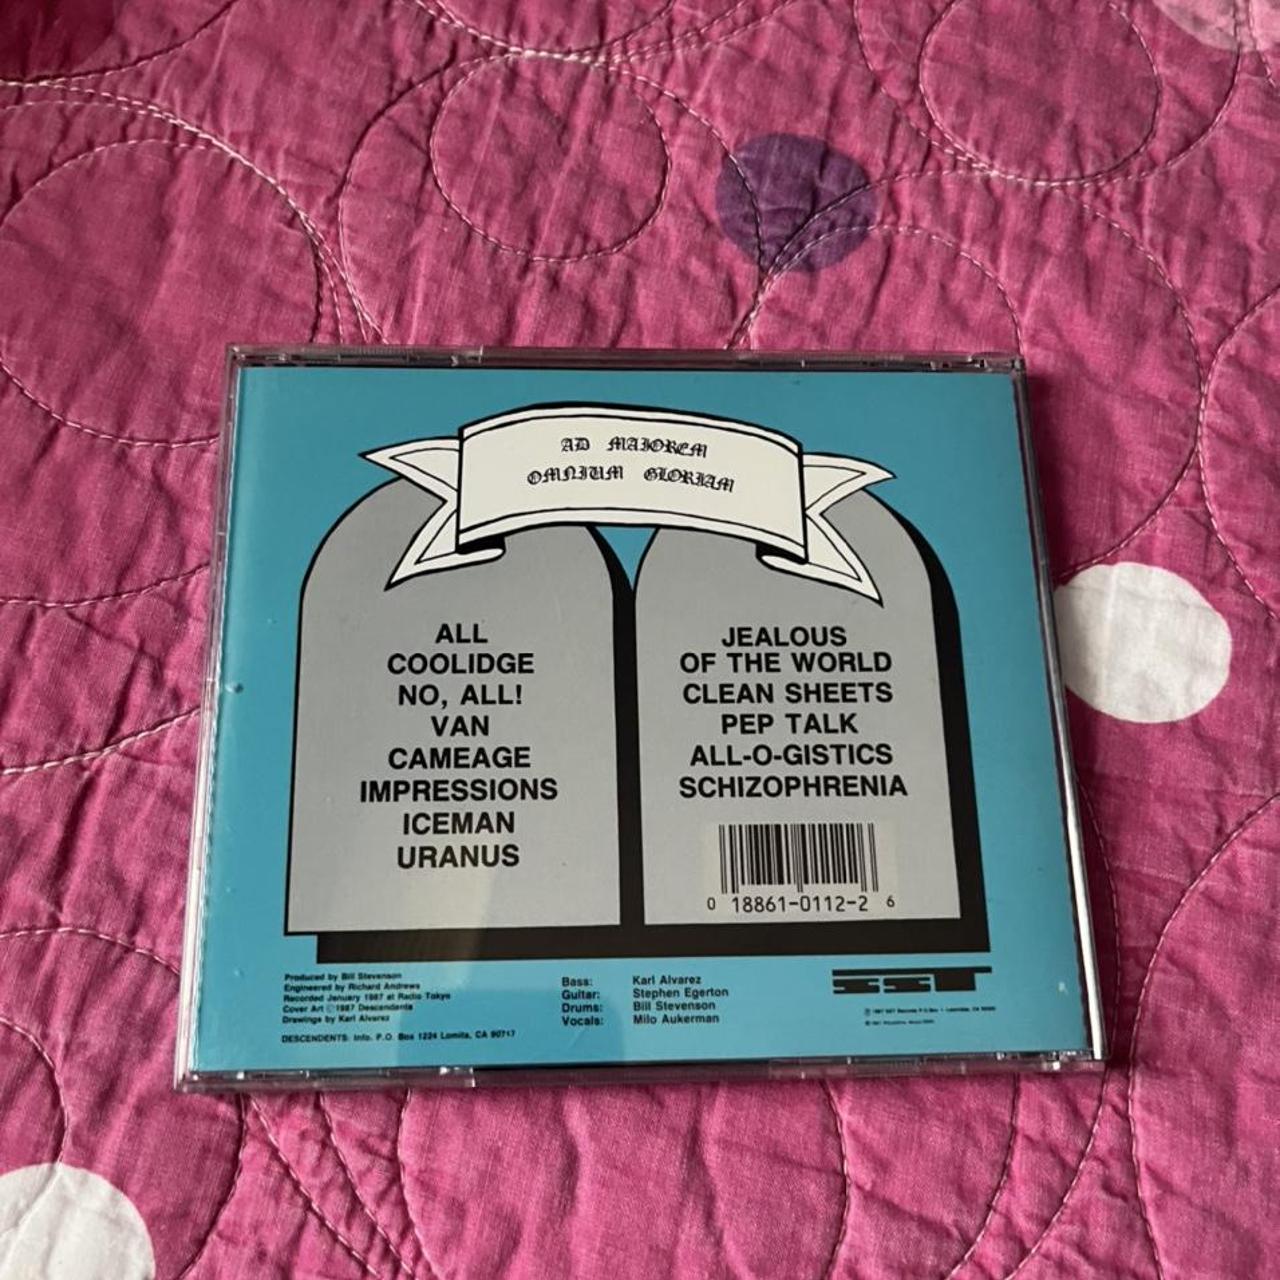 AD MAIOREM
OMNIUM GLORIAM
ALL
COOLIDGE
NO, ALL!
VAN
CAMEAGE
IMPRESSIONS
ICEMAN
URANUS
JEALOUS
OF THE WORLD
CLEAN SHEETS
PEP TALK
ALL-O-GISTICS
SCHIZOPHRENIA
0 18861-0112-2 6
Produced by Bill Stevenson
Engineered by Richard Andrews
Recorded January 1987 at Radio Tokyo
Cover Art ©1987 Descendents
Drawings by Karl Alvarez
DESCENDENTS: Info. P.O. Box 1224 Lomita, CA 90717
Bass: Karl Alvarez
Guitar: Stephen Egerton
Drums: Bill Stevenson
Vocals: Milo Aukerman
SST